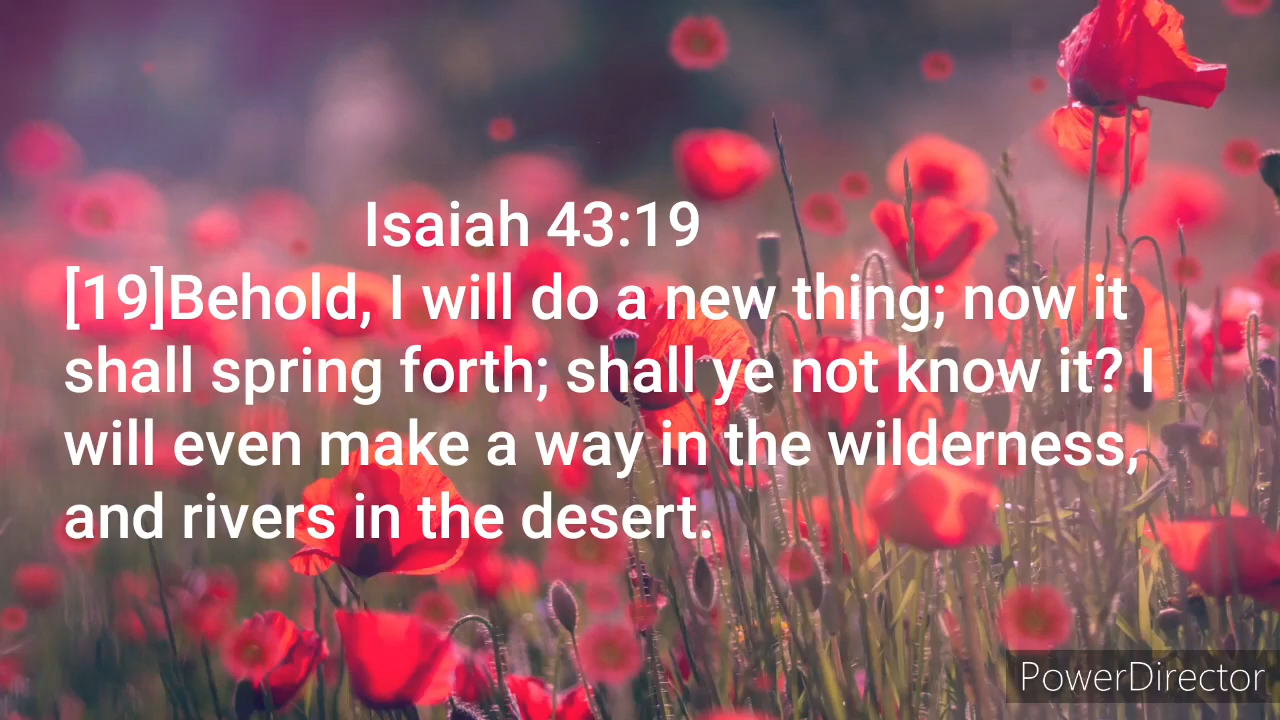 Isaiah 43:19
[19]Behold, I will do a new thing; now it
shall spring forth; shall ye not know it? I
will even make a way in the wilderness,
and rivers in the desert.
PowerDirector